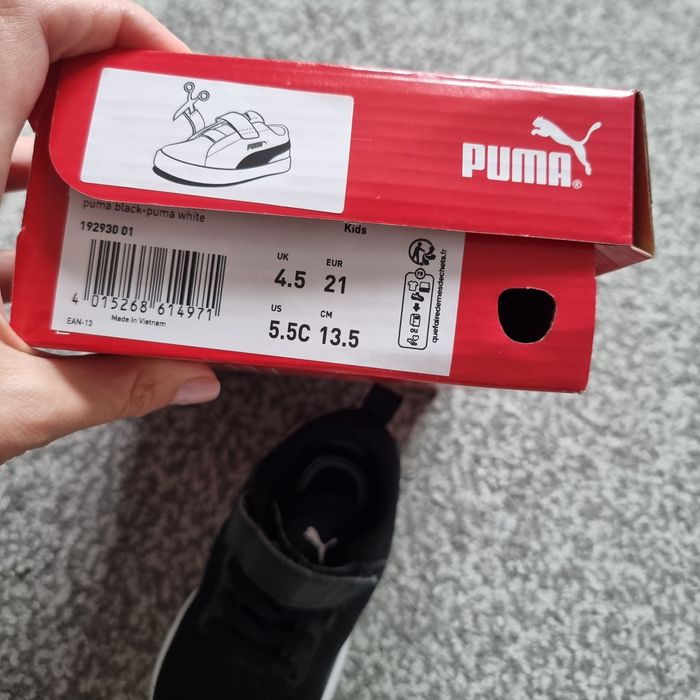 PUMA
puma black-puma white
192930 01
Kids
UK
4.5
EUR
21
US
5.5C
CM
13.5
4 015268 614971
EAN-13
Made in Vietnam
quefairedemesdechets.fr